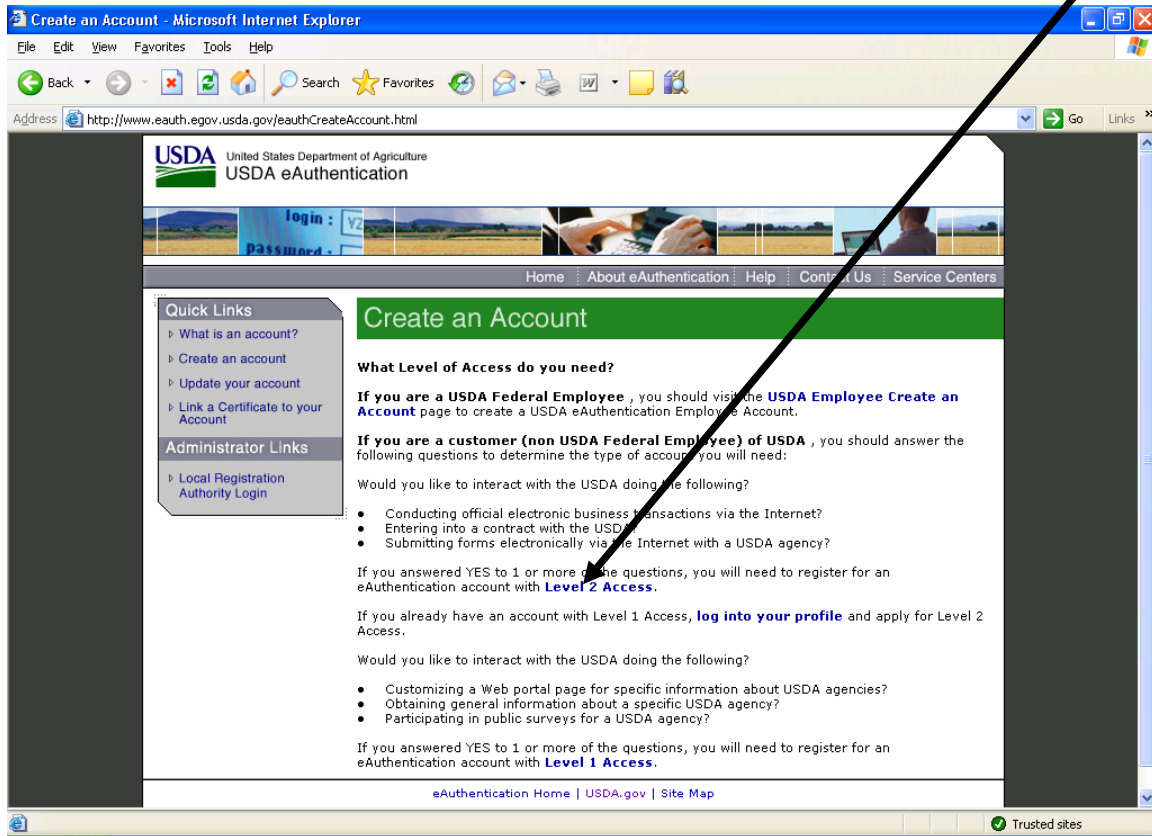 Create an Account - Microsoft Internet Explorer
File Edit View Favorites Tools Help
Back Search Favorites
Address http://www.eauth.egov.usda.gov/eauthCreateAccount.html Go Links »
USDA United States Department of Agriculture
USDA eAuthentication
login :
YZ
password :
Home About eAuthentication Help Contact Us Service Centers
Quick Links
What is an account?
Create an account
Update your account
Link a Certificate to your
Account
Administrator Links
Local Registration
Authority Login
Create an Account
What Level of Access do you need?
If you are a USDA Federal Employee , you should visit the USDA Employee Create an
Account page to create a USDA eAuthentication Employee Account.
If you are a customer (non USDA Federal Employee) of USDA , you should answer the
following questions to determine the type of account you will need:
Would you like to interact with the USDA doing the following?
• Conducting official electronic business transactions via the Internet?
• Entering into a contract with the USDA?
• Submitting forms electronically via the Internet with a USDA agency?
If you answered YES to 1 or more of the questions, you will need to register for an
eAuthentication account with Level 2 Access.
If you already have an account with Level 1 Access, log into your profile and apply for Level 2
Access.
Would you like to interact with the USDA doing the following?
• Customizing a Web portal page for specific information about USDA agencies?
• Obtaining general information about a specific USDA agency?
• Participating in public surveys for a USDA agency?
If you answered YES to 1 or more of the questions, you will need to register for an
eAuthentication account with Level 1 Access.
eAuthentication Home | USDA.gov | Site Map
Trusted sites